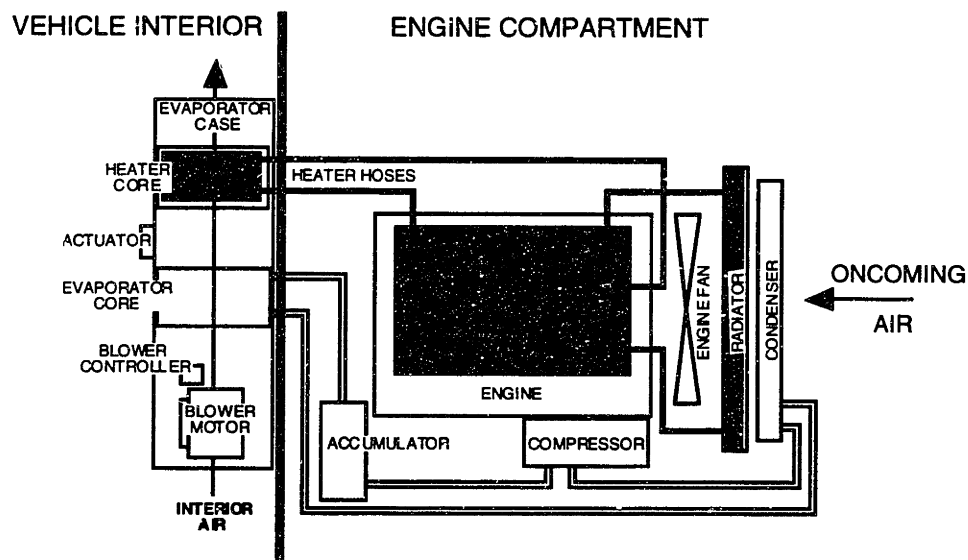 VEHICLE INTERIOR
ENGINE COMPARTMENT
EVAPORATOR
CASE
HEATER
CORE
HEATER HOSES
ACTUATOR
EVAPORATOR
CORE
BLOWER
CONTROLLER
BLOWER
MOTOR
INTERIOR
AIR
ENGINE
ACCUMULATOR
COMPRESSOR
ENGINE FAN
RADIATOR
CONDENSER
ONCOMING
AIR